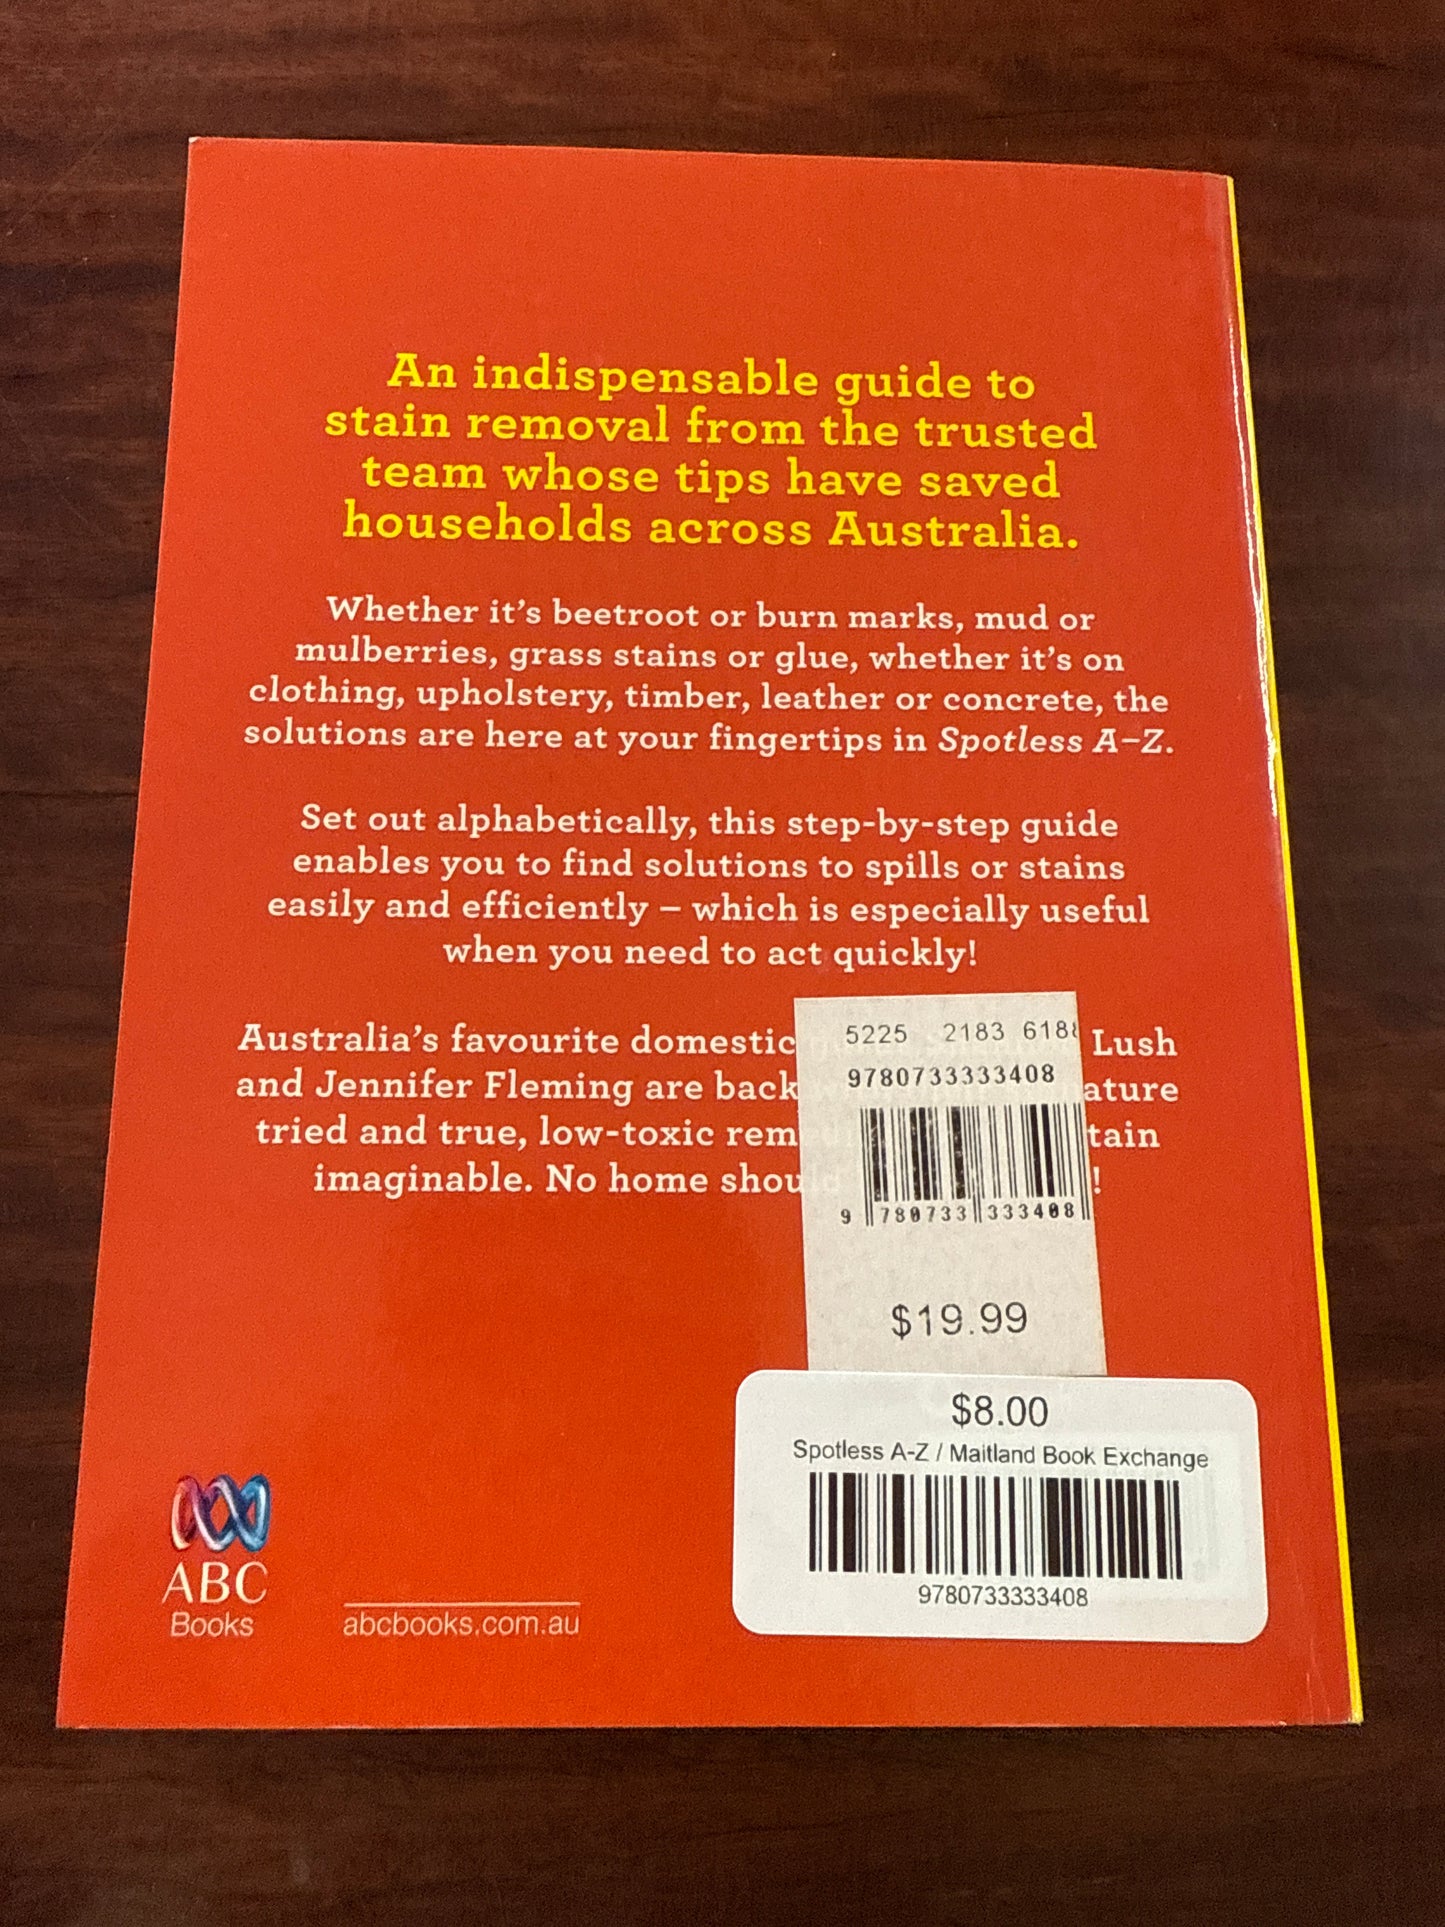 An indispensable guide to
stain removal from the trusted
team whose tips have saved
households across Australia.
Whether it's beetroot or burn marks, mud or
mulberries, grass stains or glue, whether it's on
clothing, upholstery, timber, leather or concrete, the
solutions are here at your fingertips in Spotless A–Z.
Set out alphabetically, this step-by-step guide
enables you to find solutions to spills or stains
easily and efficiently – which is especially useful
when you need to act quickly!
Australia's favourite domestic Lush
and Jennifer Fleming are back ature
tried and true, low-toxic rem tain
imaginable. No home shou !
5225 2183 618
9780733333408
9 780733 333408
$19.99
$8.00
Spotless A-Z / Maitland Book Exchange
9780733333408
ABC
Books
abcbooks.com.au